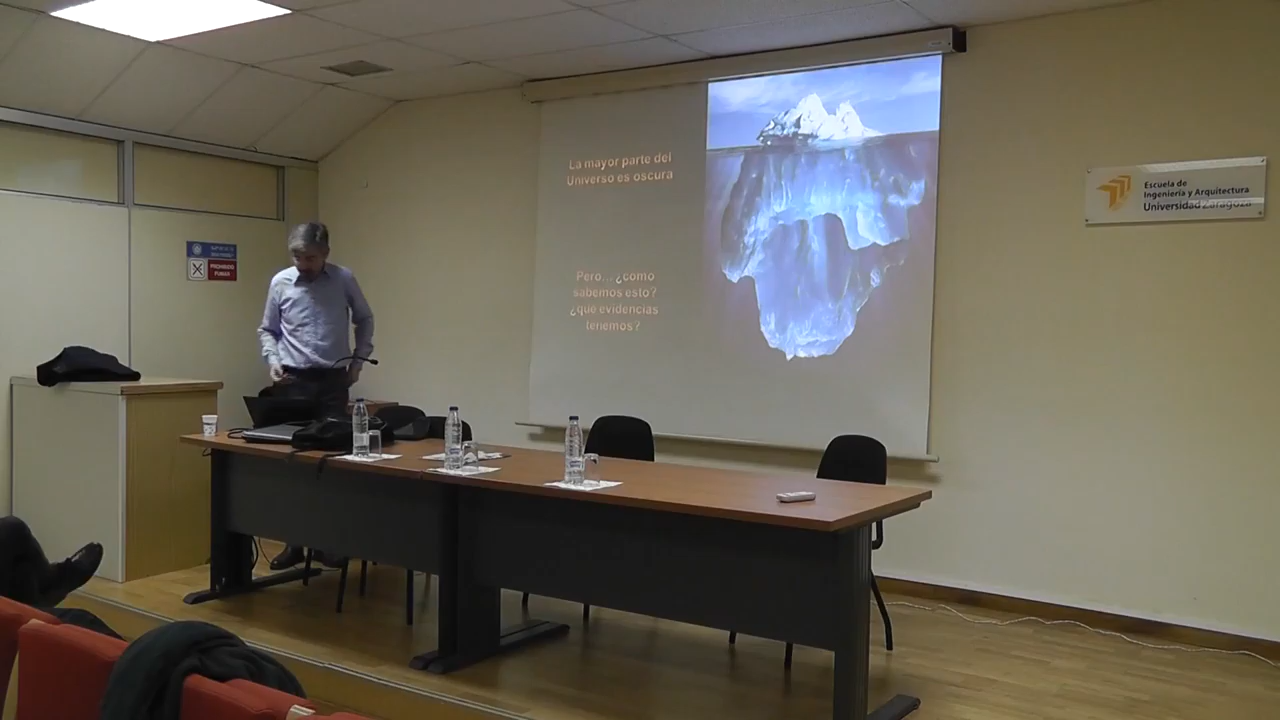 La mayor parte del
Universo es oscura
Pero... ¿como
sabemos esto?
¿que evidencias
tenemos?
Escuela de
Ingeniería y Arquitectura
Universidad Zaragoza
PROHIBIDO
FUMAR